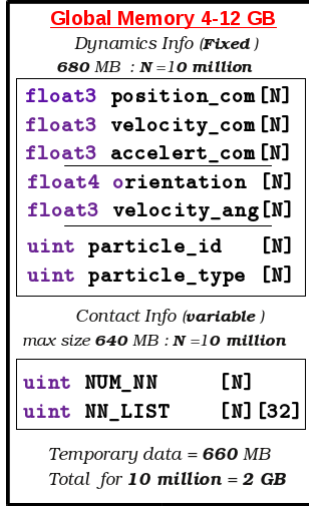 Global Memory 4-12 GB
Dynamics Info (Fixed )
680 MB : N =10 million
float3 position_com[N]
float3 velocity_com[N]
float3 accelert_com[N]
float4 orientation [N]
float3 velocity_ang[N]
uint particle_id [N]
uint particle_type [N]
Contact Info (variable )
max size 640 MB : N =10 million
uint NUM_NN [N]
uint NN_LIST [N][32]
Temporary data = 660 MB
Total for 10 million = 2 GB